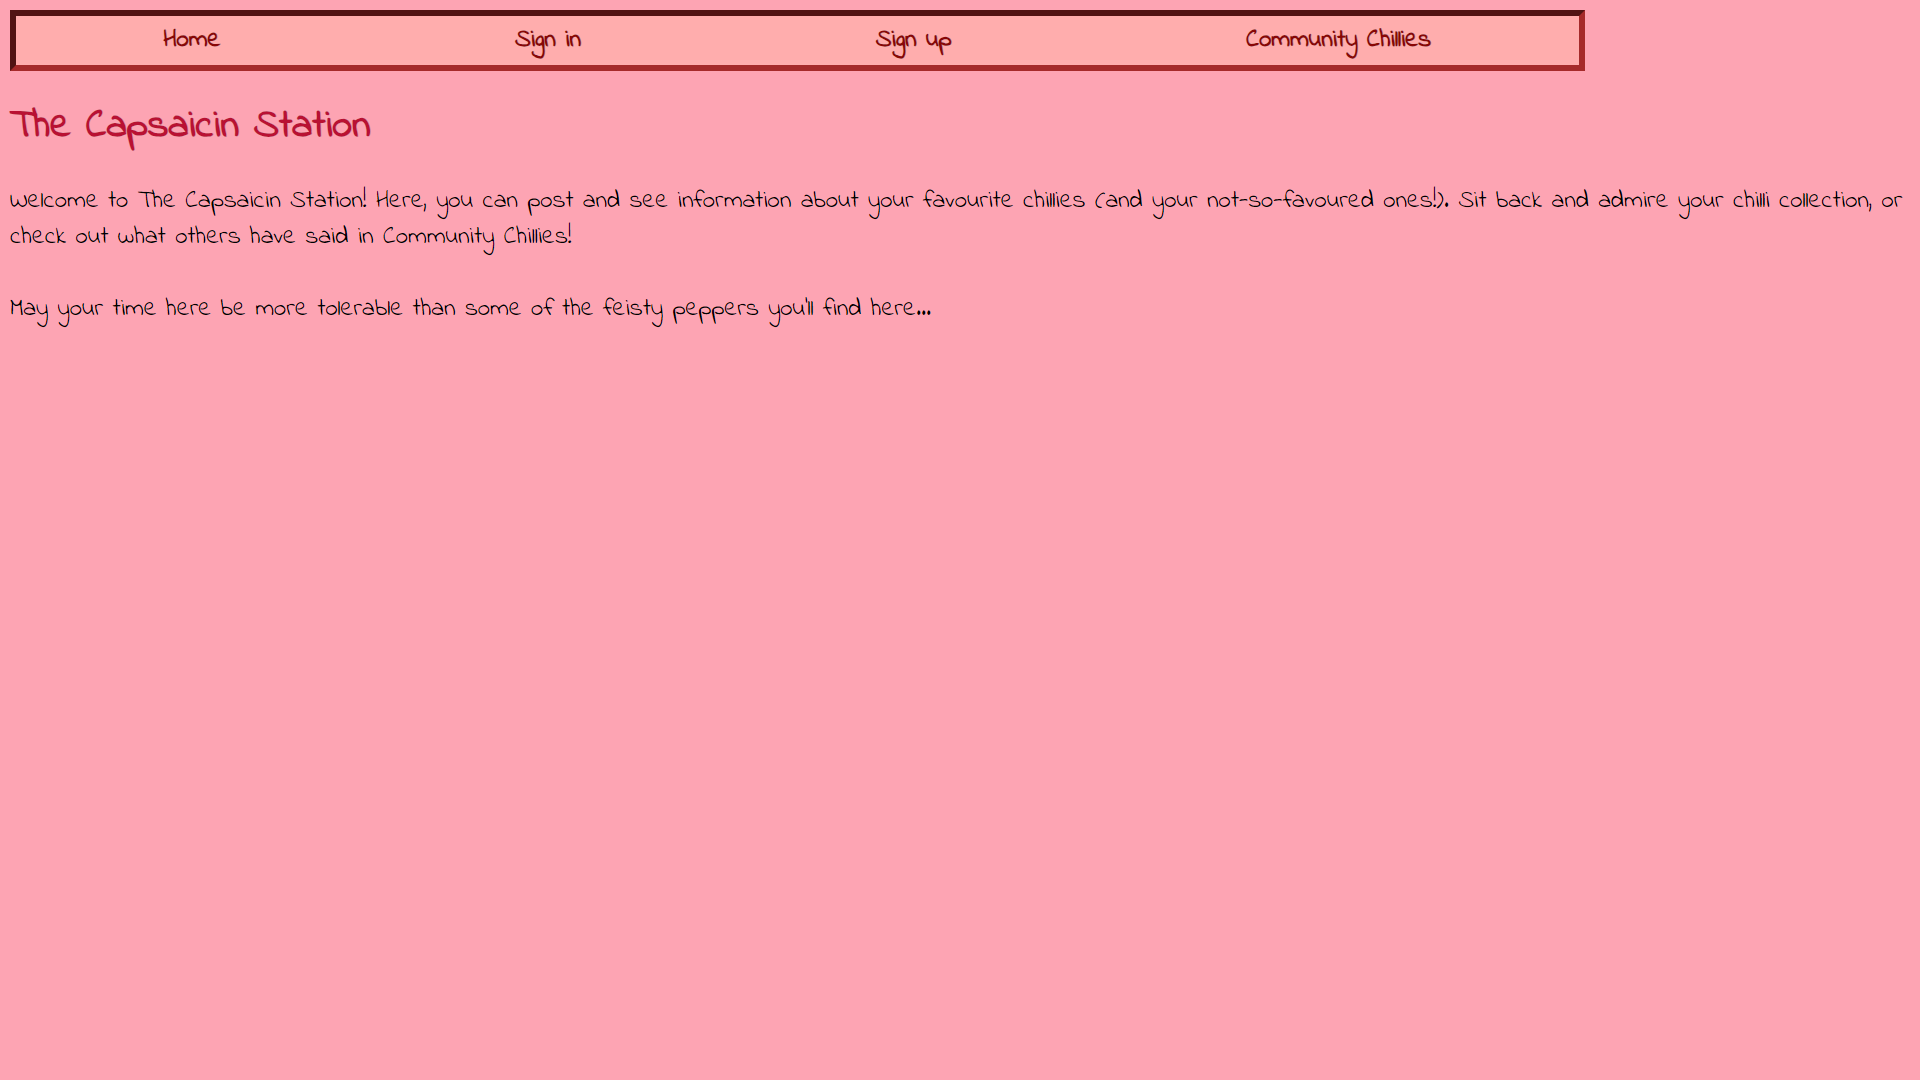 Home Sign in Sign up Community Chillies
The Capsaicin Station
Welcome to The Capsaicin Station! Here, you can post and see information about your favourite chillies (and your not-so-favoured ones!). Sit back and admire your chilli collection, or
check out what others have said in Community Chillies!
May your time here be more tolerable than some of the feisty peppers you'll find here...